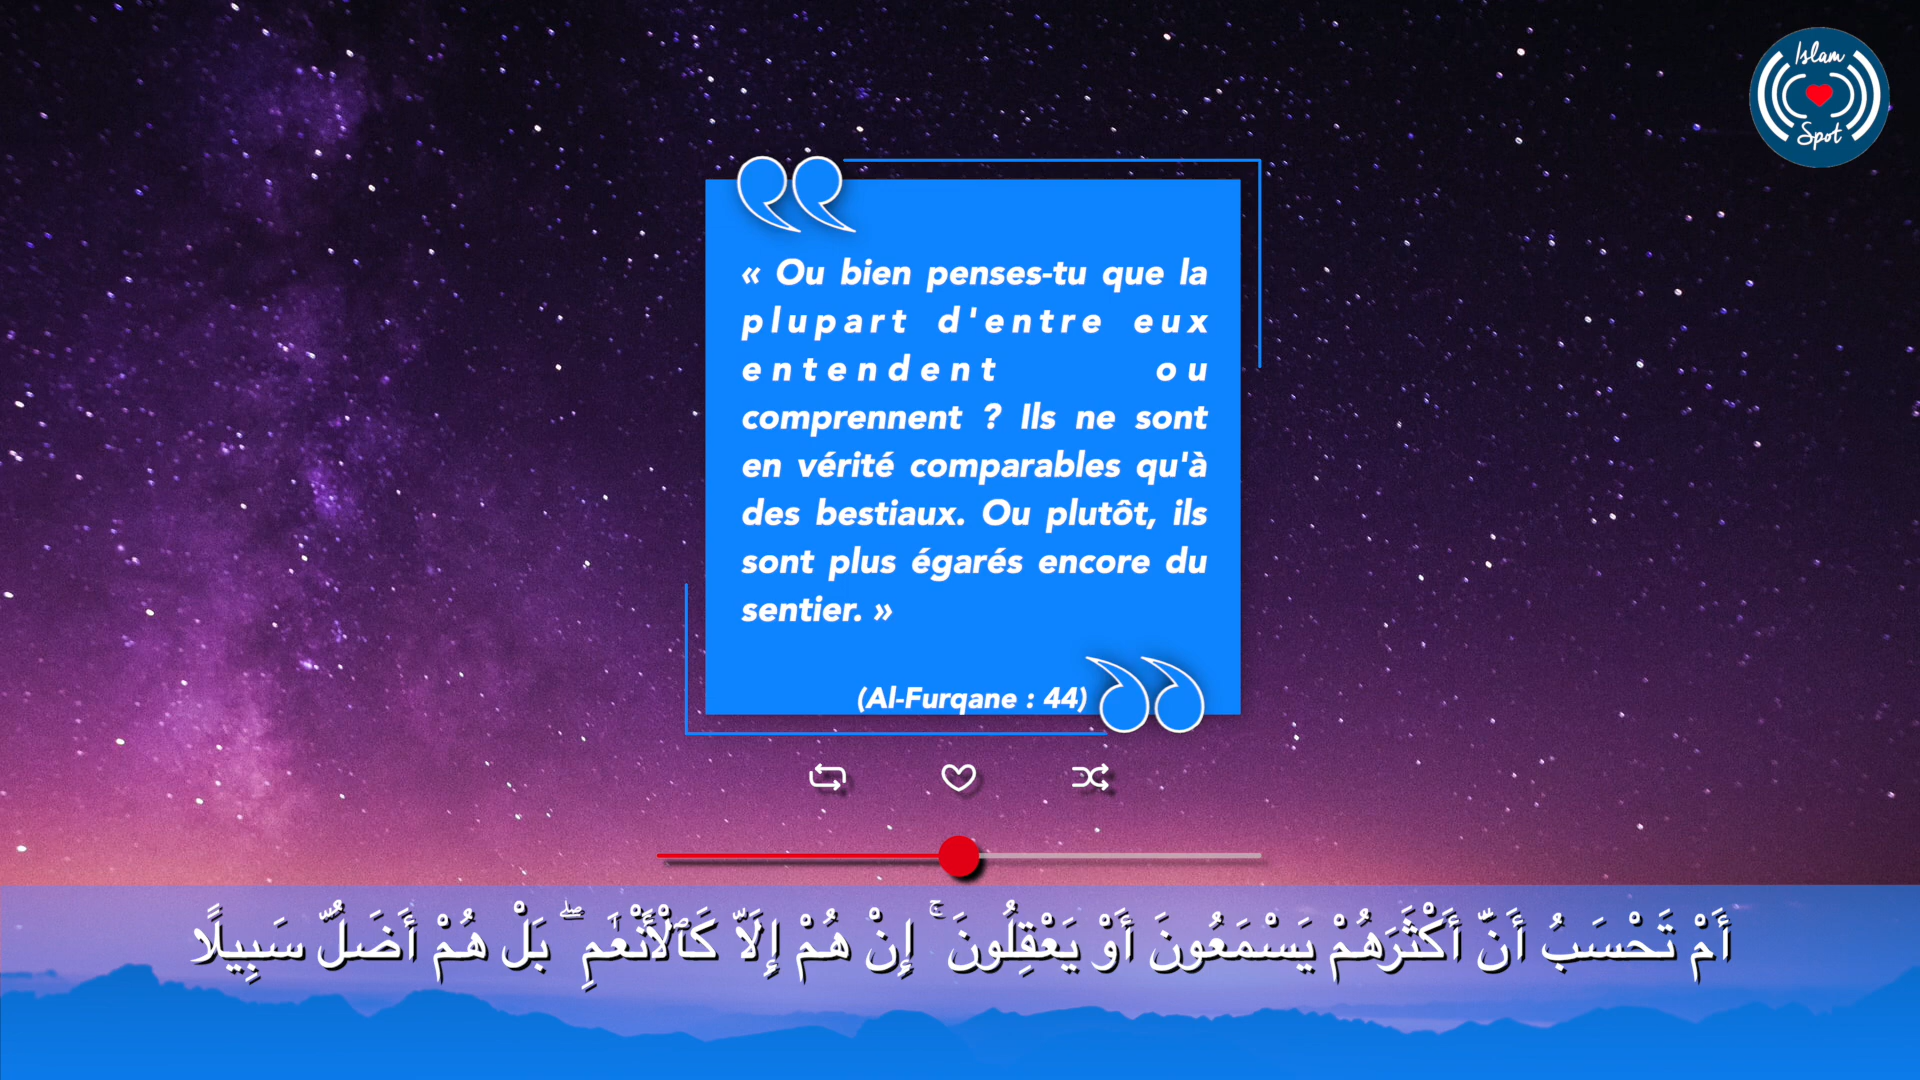 Islam
Spot
« Ou bien penses-tu que la
plupart d'entre eux
entendent ou
comprennent ? Ils ne sont
en vérité comparables qu'à
des bestiaux. Ou plutôt, ils
sont plus égarés encore du
sentier. »
(Al-Furqane : 44)
أَمْ تَحْسَبُ أَنَّ أَكْثَرَهُمْ يَسْمَعُونَ أَوْ يَعْقِلُونَ ۚ إِنْ هُمْ إِلَّا كَٱلْأَنْعَٰمِ ۖ بَلْ هُمْ أَضَلُّ سَبِيلًا